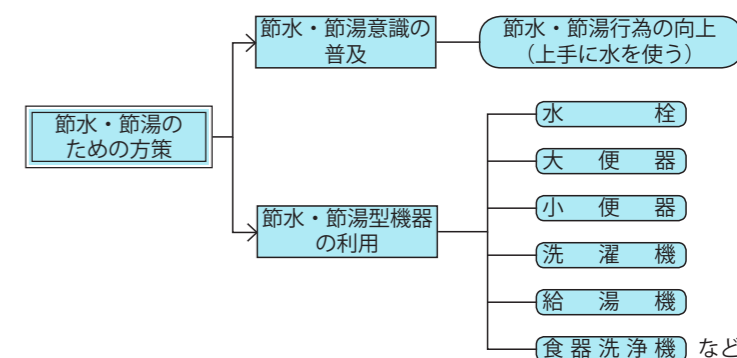 節水・節湯意識の
普及
節水・節湯行為の向上
（上手に水を使う）
節水・節湯の
ための方策
節水・節湯型機器
の利用
水栓
大便器
小便器
洗濯機
給湯機
食器洗浄機 など